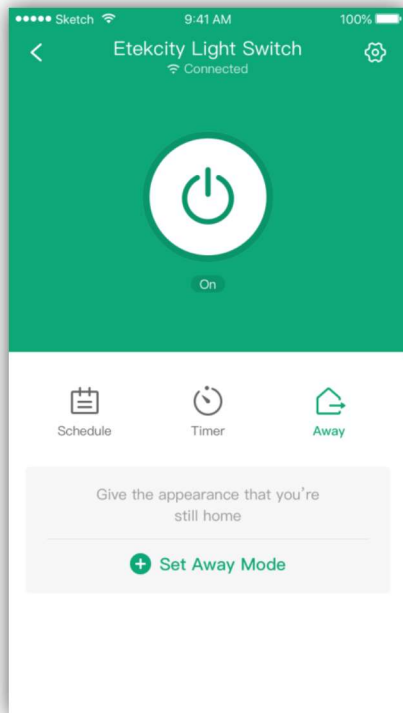 Sketch 9:41 AM 100%
Etekcity Light Switch
Connected
On
Schedule Timer Away
Give the appearance that you're
still home
Set Away Mode